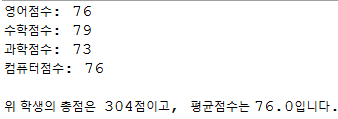 영어점수: 76
수학점수: 79
과학점수: 73
컴퓨터점수: 76
위 학생의 총점은 304점이고, 평균점수는 76.0입니다.